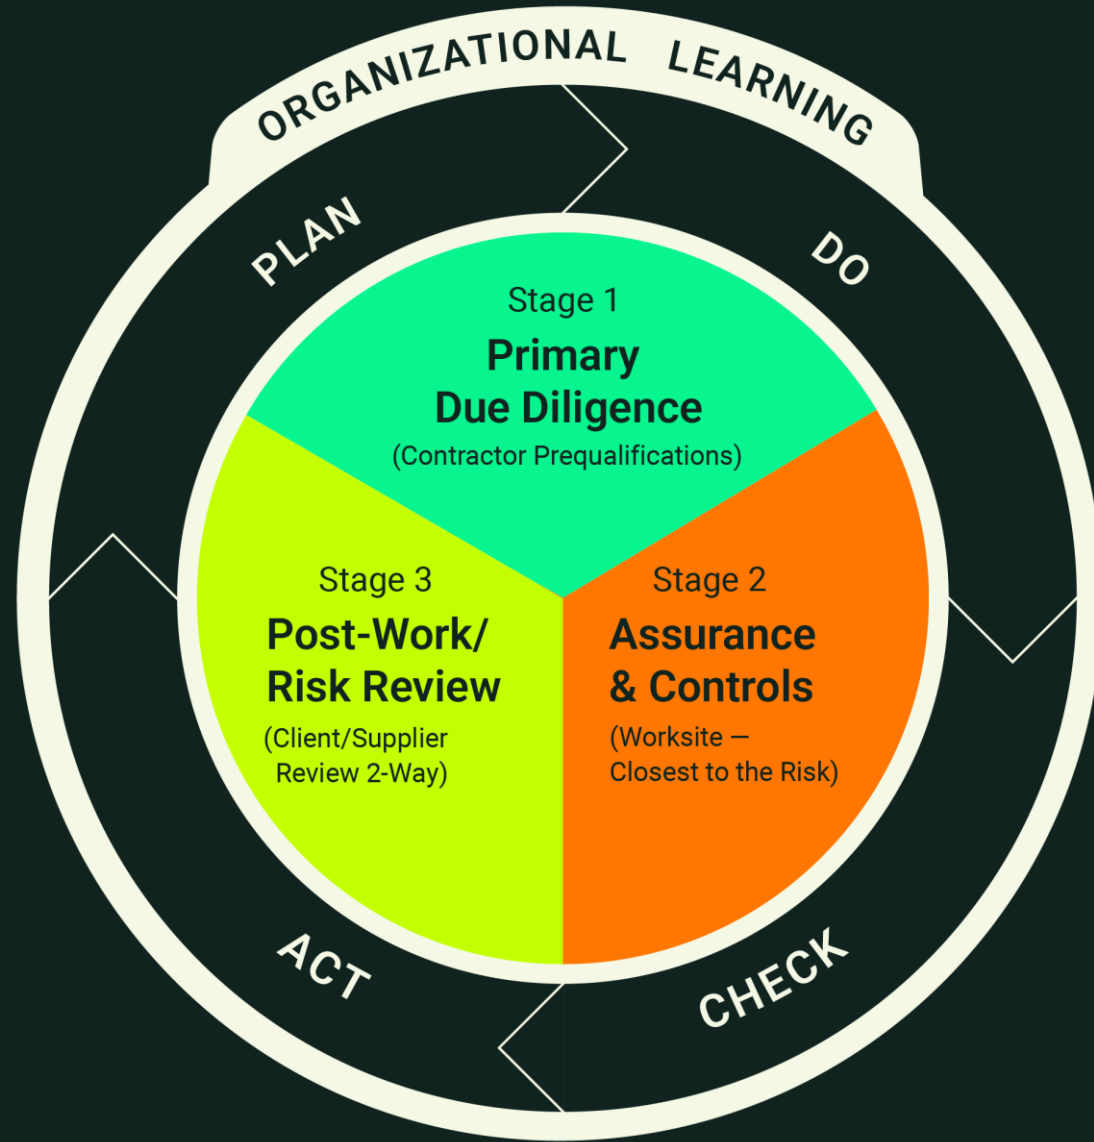 ORGANIZATIONAL LEARNING
PLAN
DO
Stage 1
Primary
Due Diligence
(Contractor Prequalifications)
Stage 2
Assurance
& Controls
(Worksite —
Closest to the Risk)
Stage 3
Post-Work/
Risk Review
(Client/Supplier
Review 2-Way)
CHECK
ACT